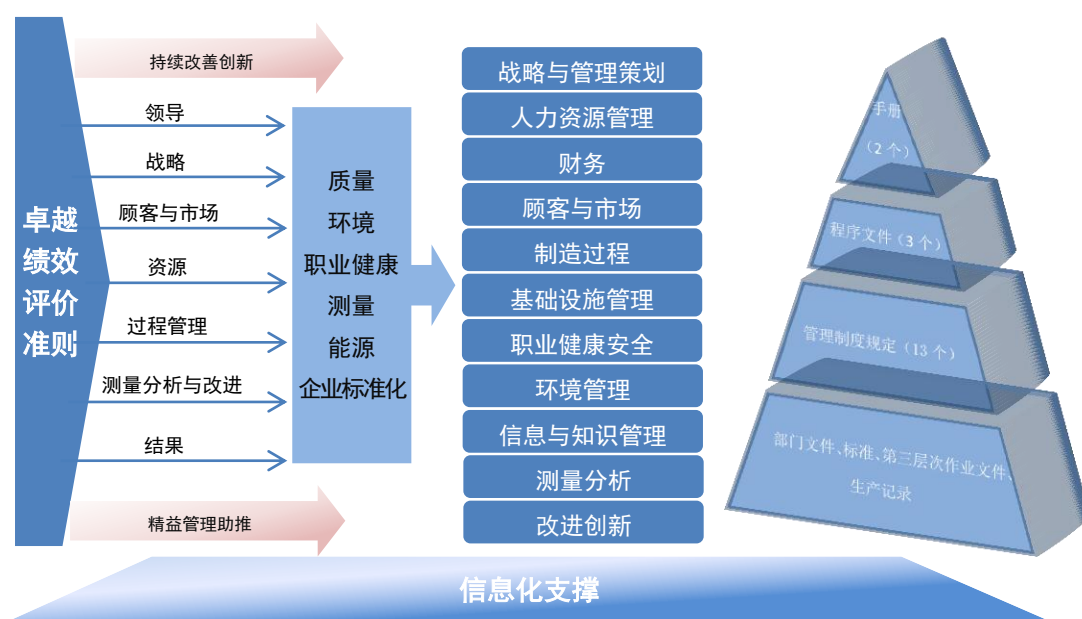 卓越
绩效
评价
准则
持续改善创新
领导
战略
顾客与市场
资源
过程管理
测量分析与改进
结果
精益管理助推
质量
环境
职业健康
测量
能源
企业标准化
战略与管理策划
人力资源管理
财务
顾客与市场
制造过程
基础设施管理
职业健康安全
环境管理
信息与知识管理
测量分析
改进创新
手册
（2 个）
程序文件（3 个）
管理制度规定（13 个）
部门文件、标准、第三层次作业文件、
生产记录
信息化支撑